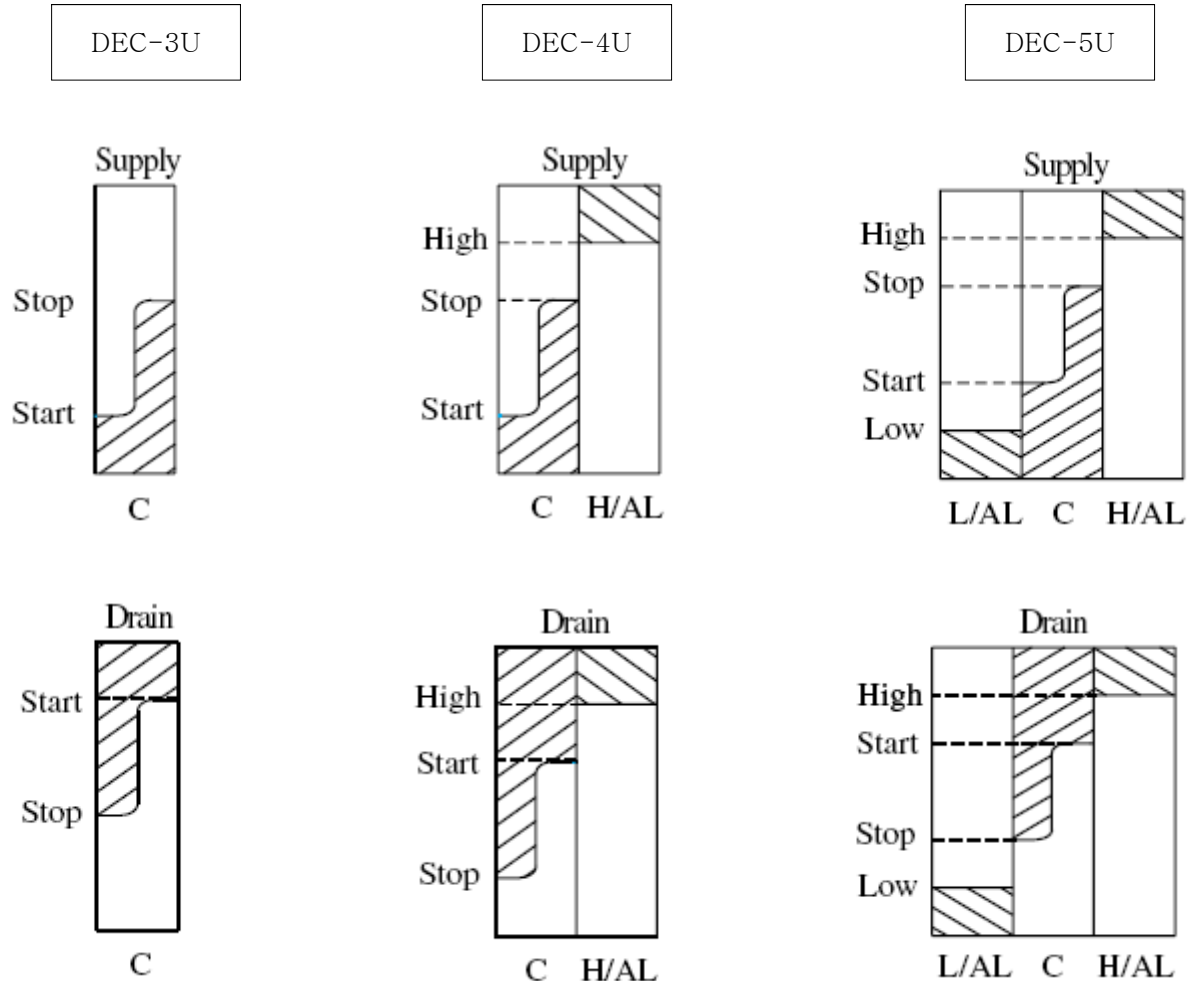 DEC-3U
DEC-4U
DEC-5U
Supply
Stop
Start
C
Supply
High
Stop
Start
C H/AL
Supply
High
Stop
Start
Low
L/AL C H/AL
Drain
Start
Stop
C
Drain
High
Start
Stop
C H/AL
Drain
High
Start
Stop
Low
L/AL C H/AL